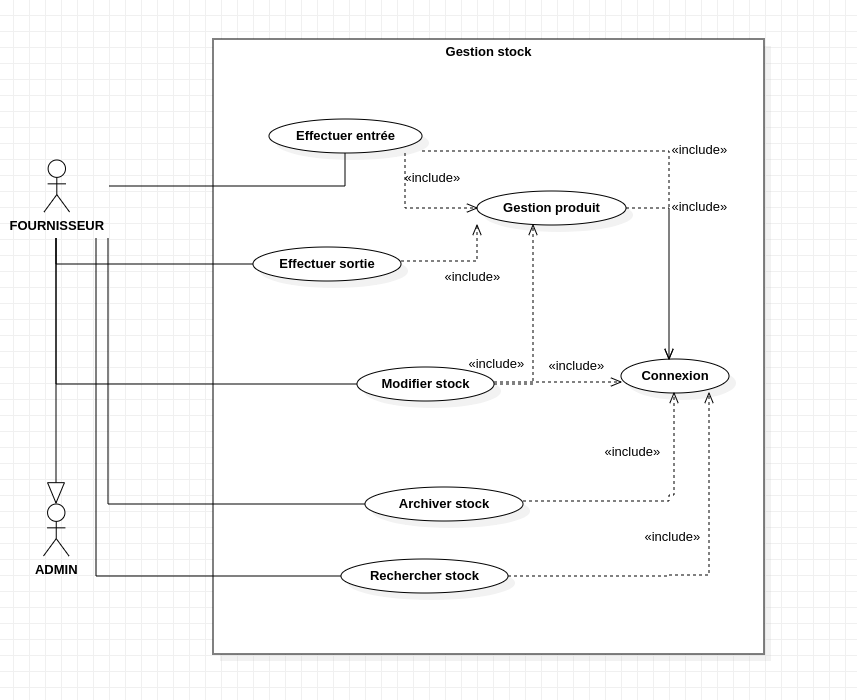 Gestion stock
Effectuer entrée
«include»
«include»
Gestion produit
«include»
FOURNISSEUR
Effectuer sortie
«include»
«include»
«include»
Modifier stock
Connexion
«include»
Archiver stock
«include»
ADMIN
Rechercher stock